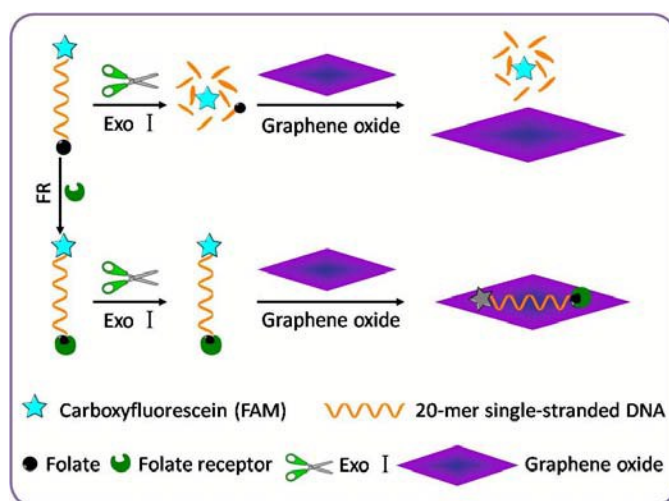 Exo I
Graphene oxide
FR
Exo I
Graphene oxide
Carboxyfluorescein (FAM)
20-mer single-stranded DNA
Folate
Folate receptor
Exo I
Graphene oxide